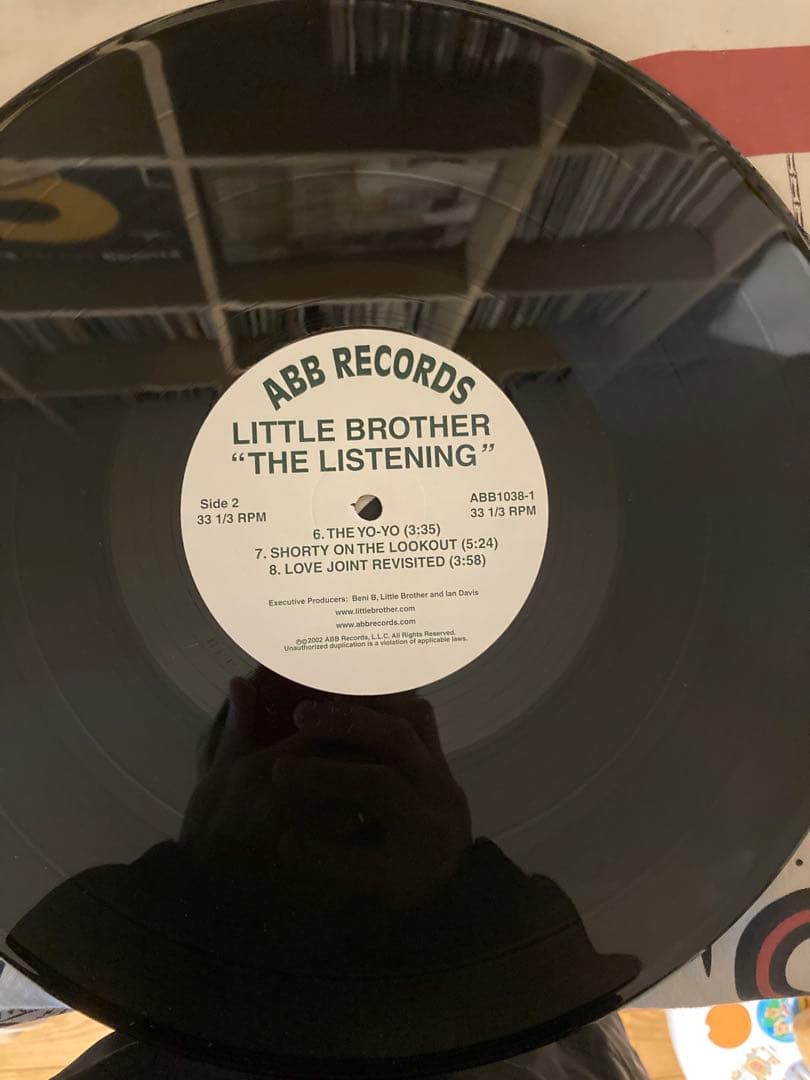 ABB RECORDS
LITTLE BROTHER
“THE LISTENING”
Side 2
33 1/3 RPM
ABB1038-1
33 1/3 RPM
6. THE YO-YO (3:35)
7. SHORTY ON THE LOOKOUT (5:24)
8. LOVE JOINT REVISITED (3:58)
Executive Producers: Beni B, Little Brother and Ian Davis
www.littlebrother.com
www.abbrecords.com
℗©2002 ABB Records, L.L.C. All Rights Reserved.
Unauthorized duplication is a violation of applicable laws.